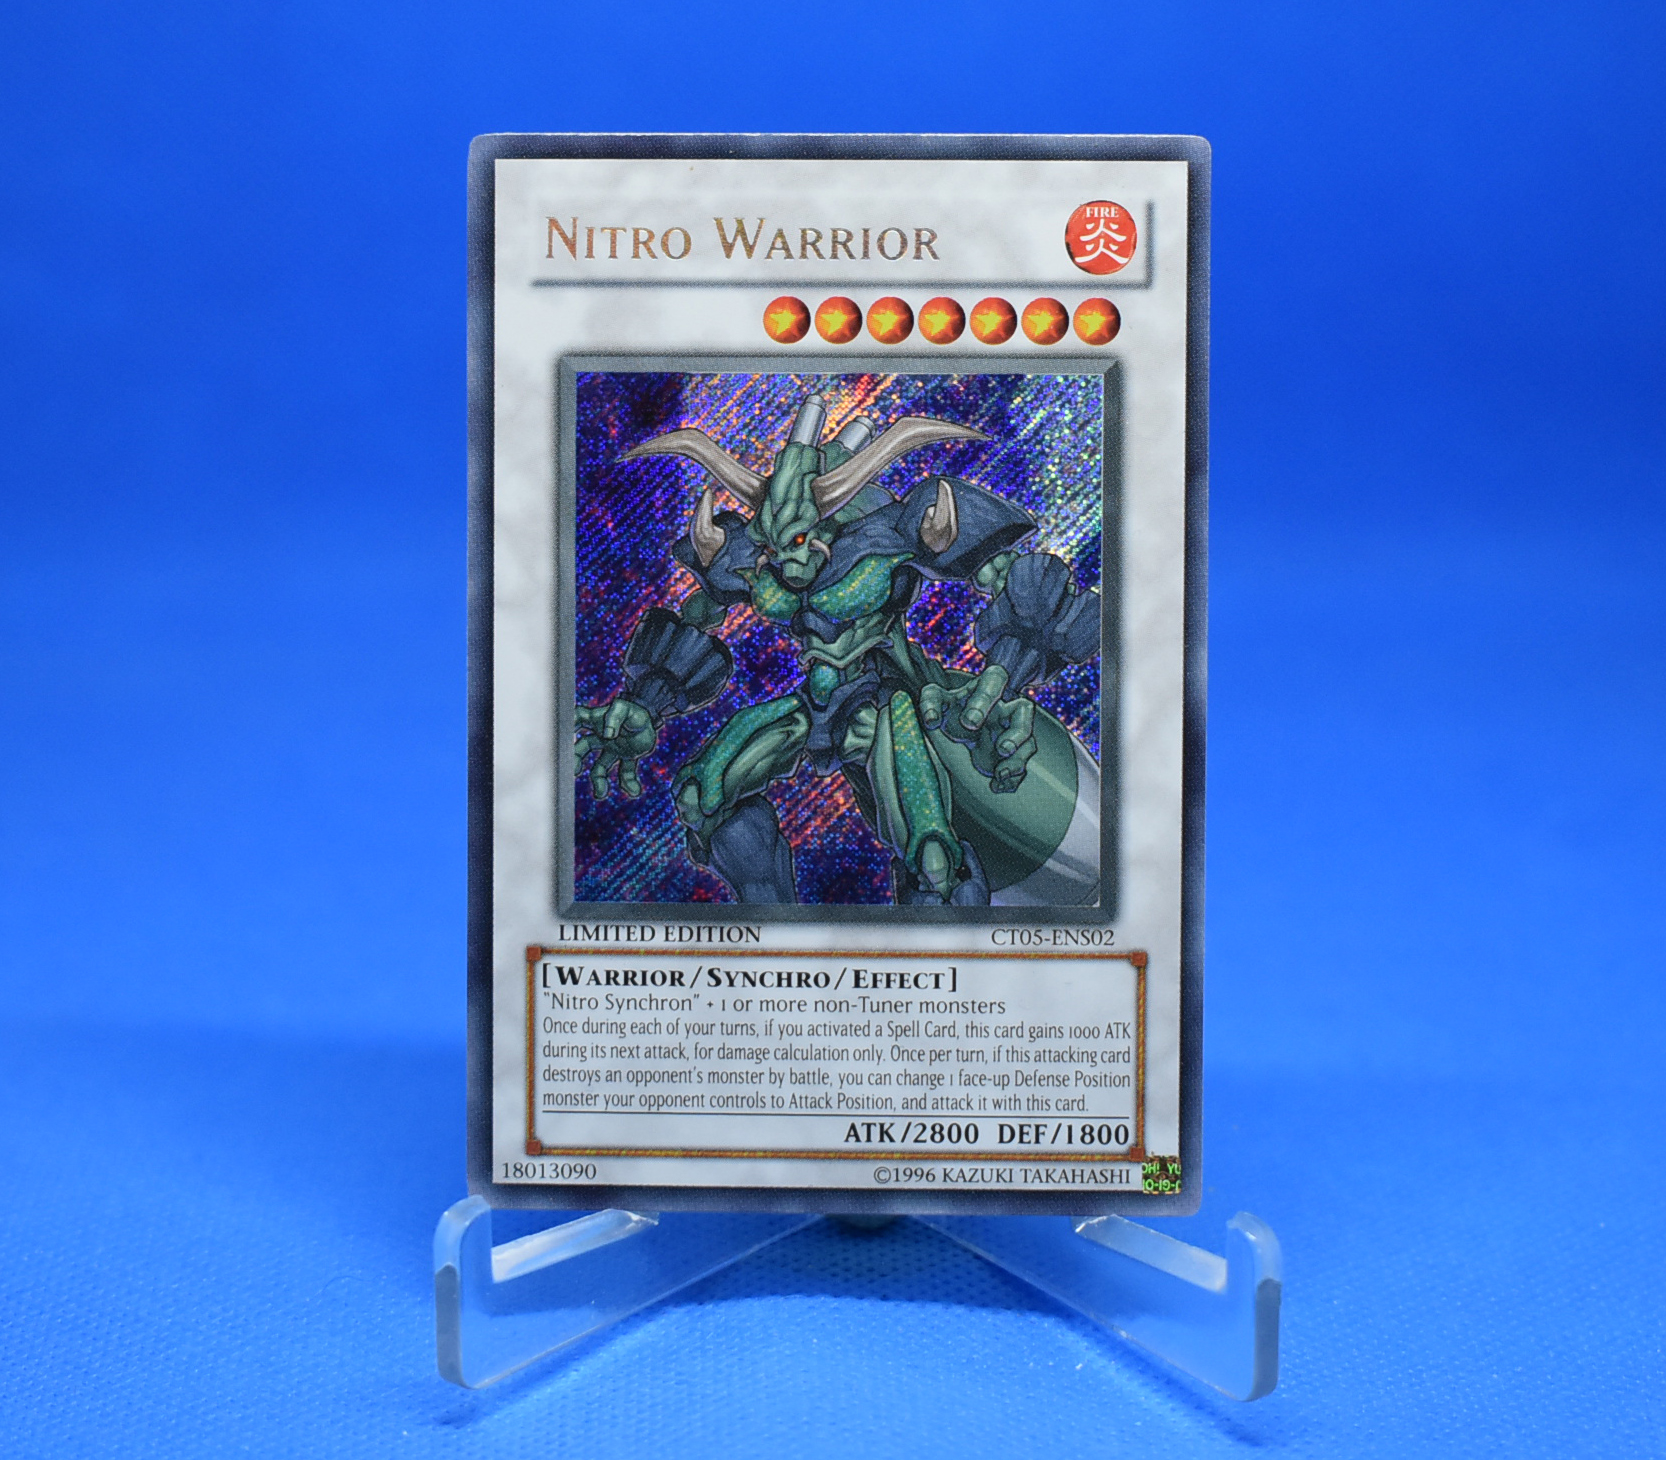 NITRO WARRIOR
FIRE
炎
LIMITED EDITION CT05-ENS02
[WARRIOR/SYNCHRO/EFFECT]
"Nitro Synchron" + 1 or more non-Tuner monsters
Once during each of your turns, if you activated a Spell Card, this card gains 1000 ATK
during its next attack, for damage calculation only. Once per turn, if this attacking card
destroys an opponent's monster by battle, you can change 1 face-up Defense Position
monster your opponent controls to Attack Position, and attack it with this card.
ATK/2800 DEF/1800
18013090 ©1996 KAZUKI TAKAHASHI